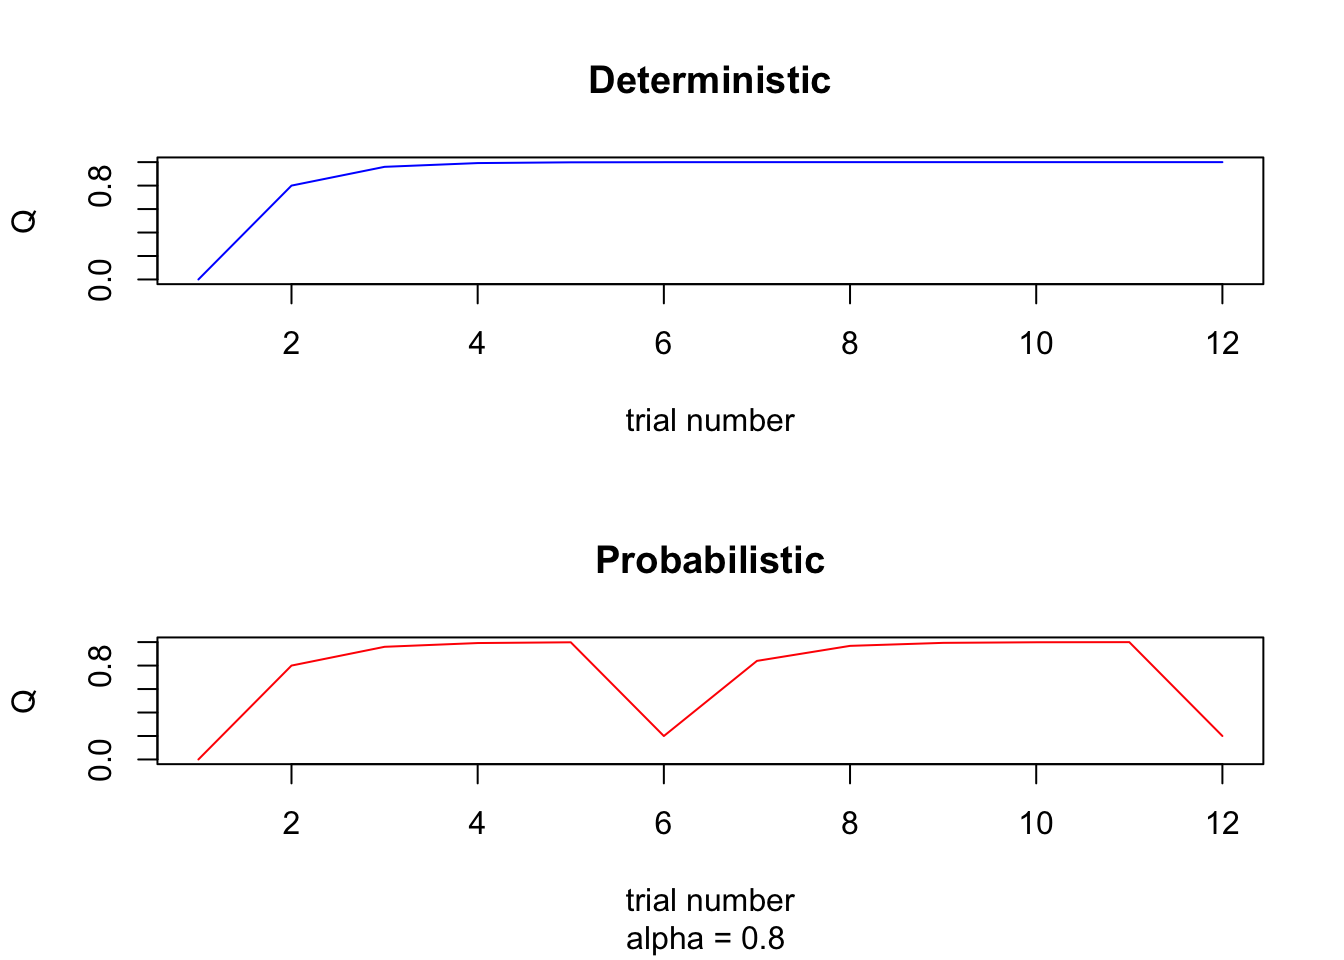 Deterministic
Q
0.8
0.0
2 4 6 8 10 12
trial number
Probabilistic
Q
0.8
0.0
2 4 6 8 10 12
trial number
alpha = 0.8